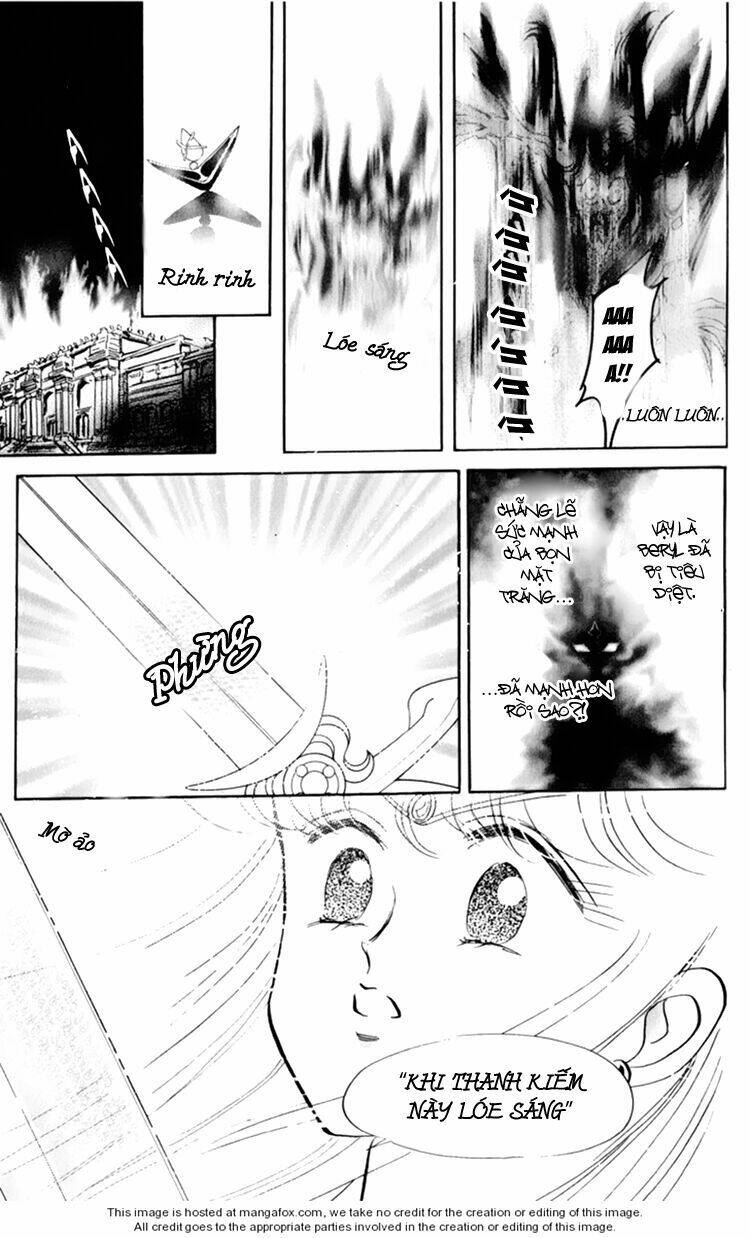 Ư Ư Ư Ư Ư Ư Ư
AAA
AAA
A!!
..LUÔN LUÔN..
Lóe sáng
Rinh rinh
VẬY LÀ
BERYL ĐÃ
BỊ TIÊU
DIỆT.
CHẲNG LẼ
SỨC MẠNH
CỦA BỌN
MẶT
TRĂNG...
...ĐÃ MẠNH HƠN
RỒI SAO?!
Phừng
Mờ ảo
"KHI THANH KIẾM
NÀY LÓE SÁNG"
This image is hosted at mangafox.com, we take no credit for the creation or editing of this image.
All credit goes to the appropriate parties involved in the creation or editing of this image.